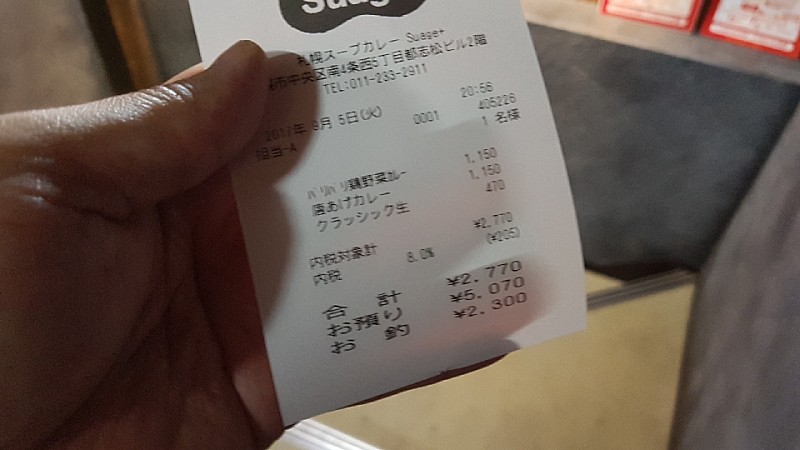 Suage
札幌スープカレー Suage+
市中央区南4条西5丁目都志松ビル2階
TEL:011-233-2911
2017年 9月 5日(火) 20:56
担当-A 0001 405226
1 名様
パリパリ鶏野菜カレー 1,150
唐あげカレー 1,150
クラッシック生 470
内税対象計 ¥2,770
内税 8.0% (¥205)
合 計 ¥2,770
お預り ¥5,070
お 釣 ¥2,300